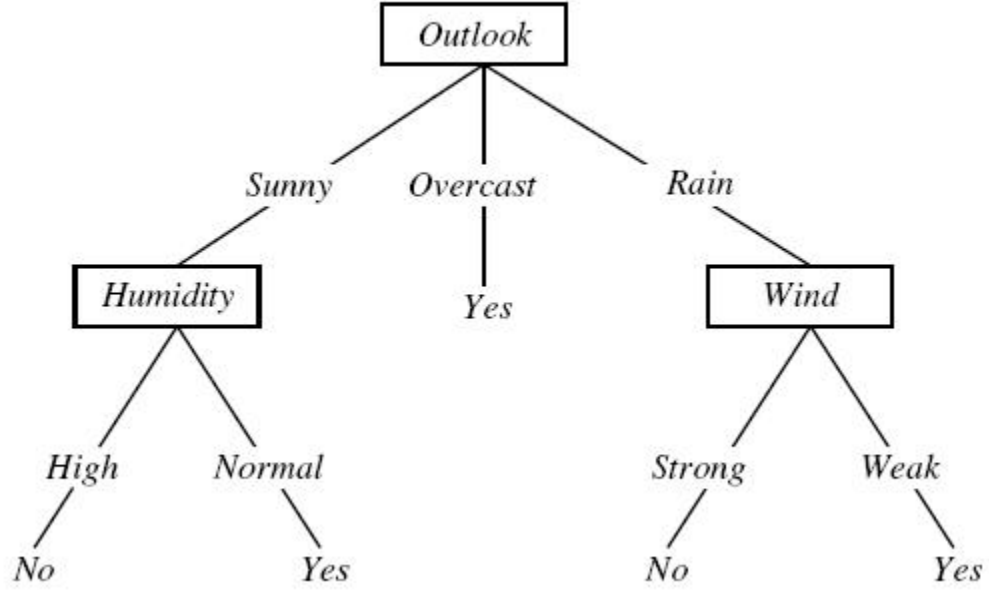 Outlook
Sunny Overcast Rain
Humidity Yes Wind
High Normal Strong Weak
No Yes No Yes